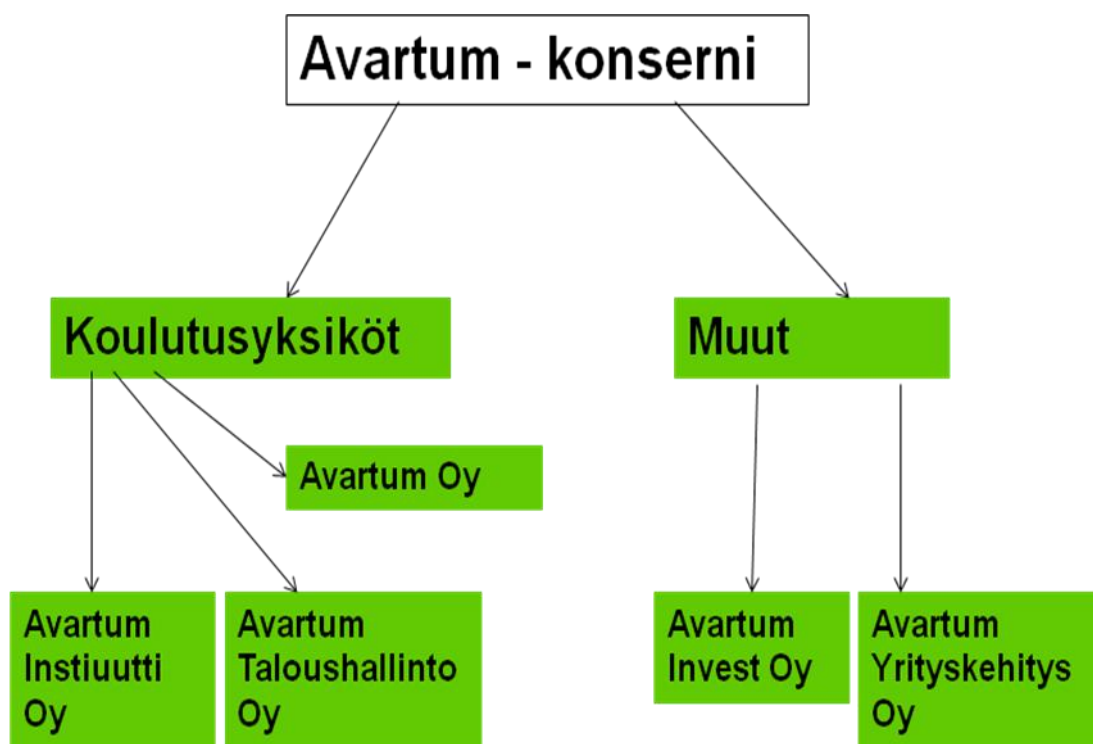 Avartum - konserni
Koulutusyksiköt
Muut
Avartum Oy
Avartum
Instiuutti
Oy
Avartum
Taloushallinto
Oy
Avartum
Invest Oy
Avartum
Yrityskehitys
Oy